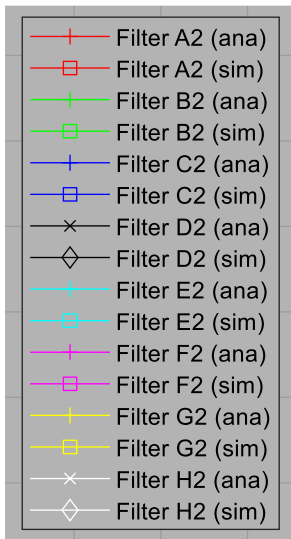 Filter A2 (ana)
Filter A2 (sim)
Filter B2 (ana)
Filter B2 (sim)
Filter C2 (ana)
Filter C2 (sim)
Filter D2 (ana)
Filter D2 (sim)
Filter E2 (ana)
Filter E2 (sim)
Filter F2 (ana)
Filter F2 (sim)
Filter G2 (ana)
Filter G2 (sim)
Filter H2 (ana)
Filter H2 (sim)